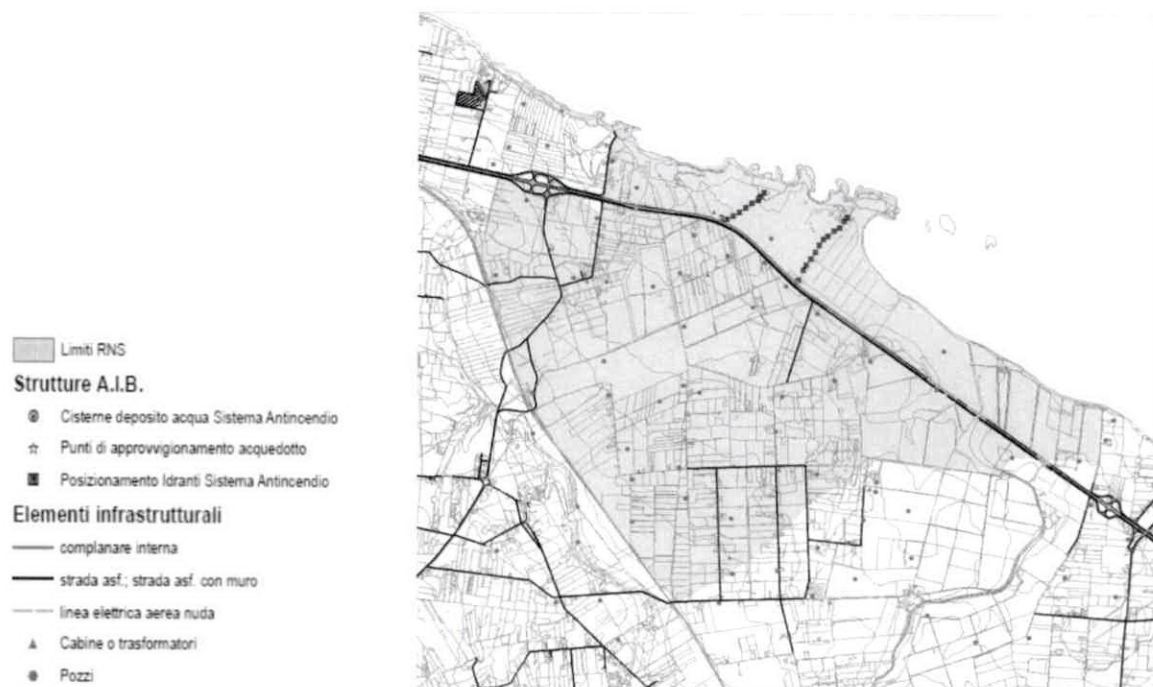 Limiti RNS
Strutture A.I.B.
Cisterne deposito acqua Sistema Antincendio
Punti di approvvigionamento acquedotto
Posizionamento Idranti Sistema Antincendio
Elementi infrastrutturali
complanare interna
strada asf.; strada asf. con muro
linea elettrica aerea nuda
Cabine o trasformatori
Pozzi